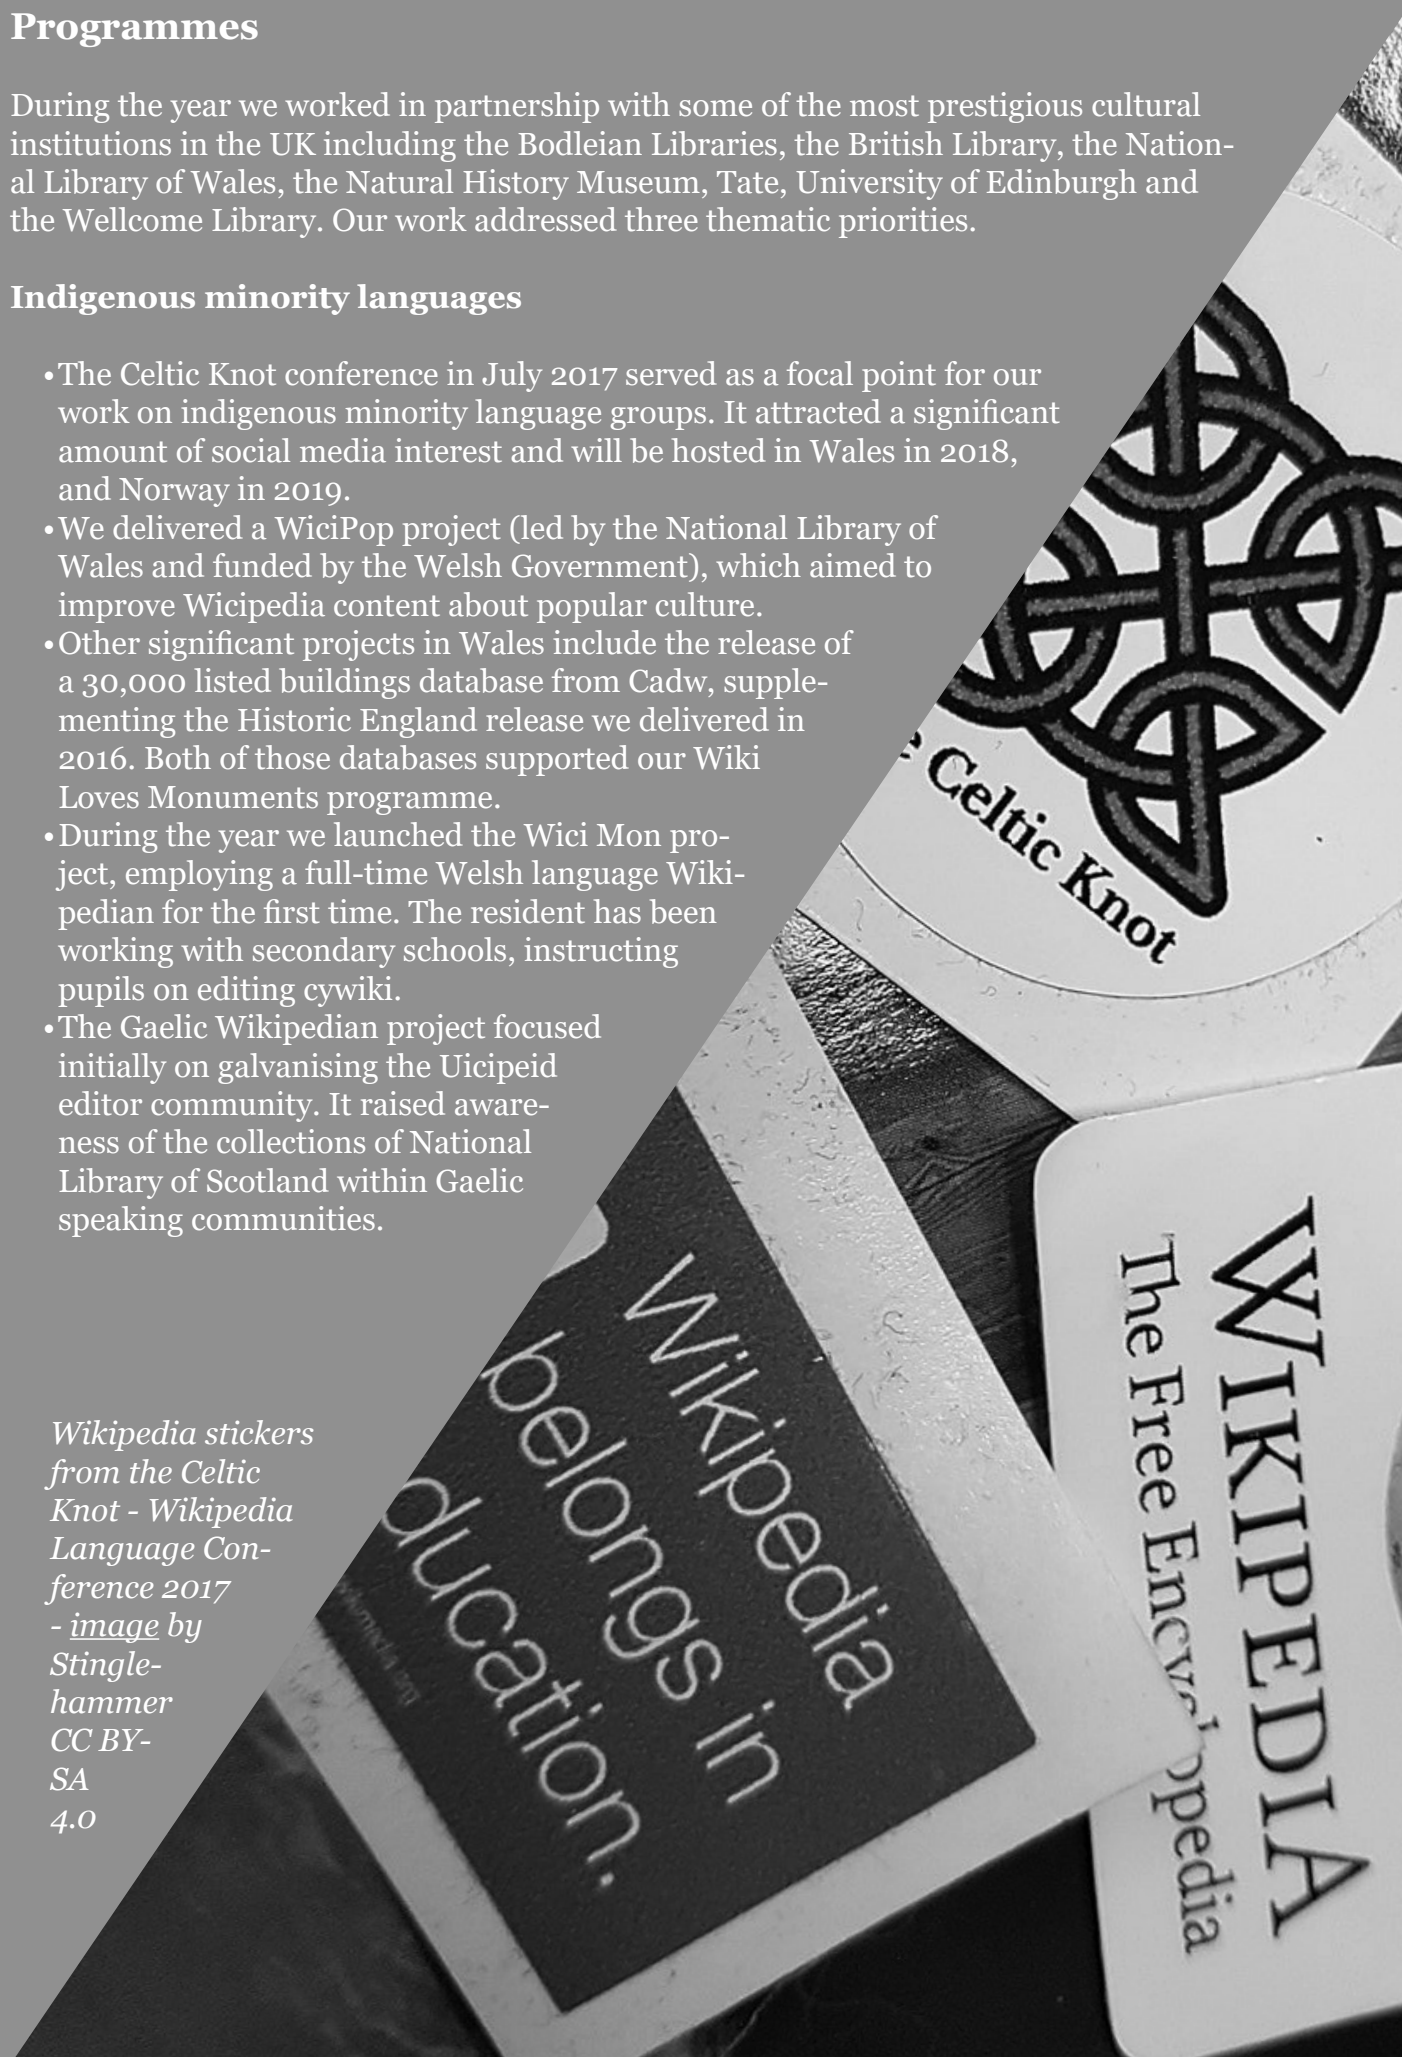 Programmes
During the year we worked in partnership with some of the most prestigious cultural
institutions in the UK including the Bodleian Libraries, the British Library, the Nation-
al Library of Wales, the Natural History Museum, Tate, University of Edinburgh and
the Wellcome Library. Our work addressed three thematic priorities.
Indigenous minority languages
•The Celtic Knot conference in July 2017 served as a focal point for our
work on indigenous minority language groups. It attracted a significant
amount of social media interest and will be hosted in Wales in 2018,
and Norway in 2019.
•We delivered a WiciPop project (led by the National Library of
Wales and funded by the Welsh Government), which aimed to
improve Wicipedia content about popular culture.
•Other significant projects in Wales include the release of
a 30,000 listed buildings database from Cadw, supple-
menting the Historic England release we delivered in
2016. Both of those databases supported our Wiki
Loves Monuments programme.
•During the year we launched the Wici Mon pro-
ject, employing a full-time Welsh language Wiki-
pedian for the first time. The resident has been
working with secondary schools, instructing
pupils on editing cywiki.
•The Gaelic Wikipedian project focused
initially on galvanising the Uicipeid
editor community. It raised aware-
ness of the collections of National
Library of Scotland within Gaelic
speaking communities.
Wikipedia stickers
from the Celtic
Knot - Wikipedia
Language Con-
ference 2017
- image by
Stingle-
hammer
CC BY-
SA
4.0
e Celtic Knot
Wikipedia
belongs in
ducation.
WIKIPEDIA
The Free Encyclopedia